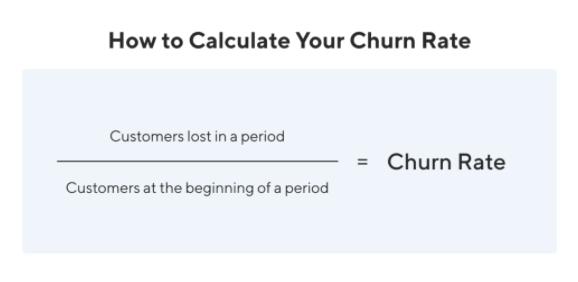 How to Calculate Your Churn Rate
Customers lost in a period
= Churn Rate
Customers at the beginning of a period